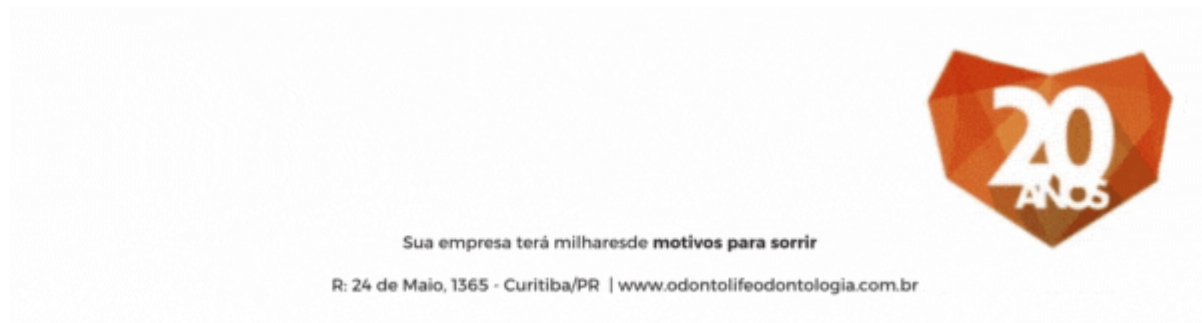 20
ANOS
Sua empresa terá milharesde motivos para sorrir
R: 24 de Maio, 1365 - Curitiba/PR | www.odontolifeodontologia.com.br